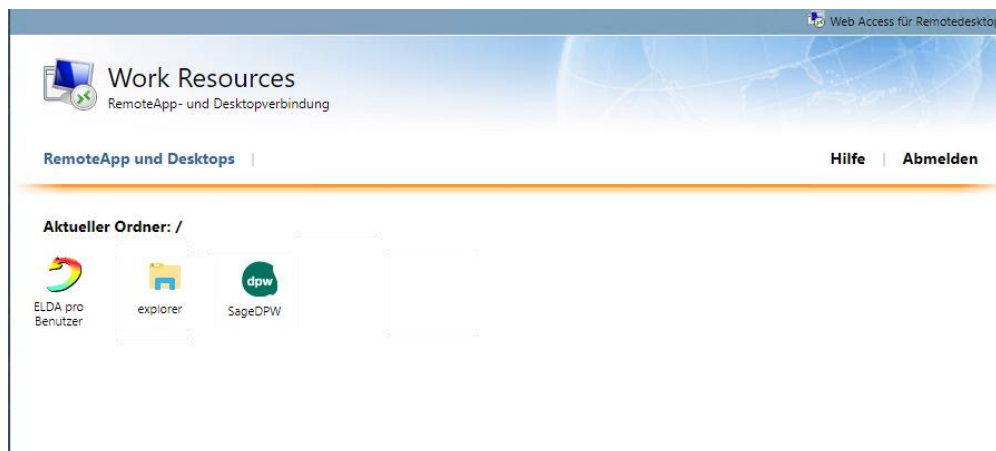 Web Access für Remotedesktop
Work Resources
RemoteApp- und Desktopverbindung
RemoteApp und Desktops |
Hilfe | Abmelden
Aktueller Ordner: /
dpw
ELDA pro
Benutzer
explorer
SageDPW